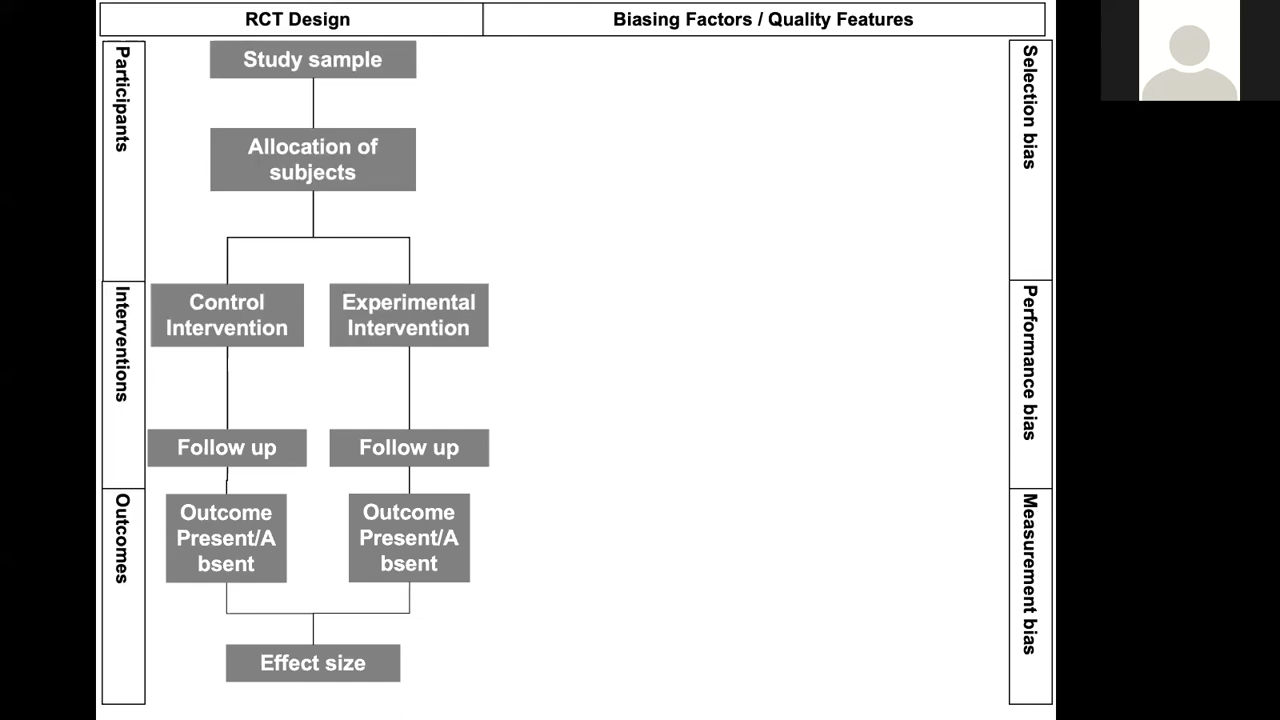 RCT Design
Biasing Factors / Quality Features
Participants
Study sample
Selection bias
Allocation of
subjects
Interventions
Control
Intervention
Experimental
Intervention
Performance bias
Follow up
Follow up
Outcomes
Outcome
Present/A
bsent
Outcome
Present/A
bsent
Measurement bias
Effect size